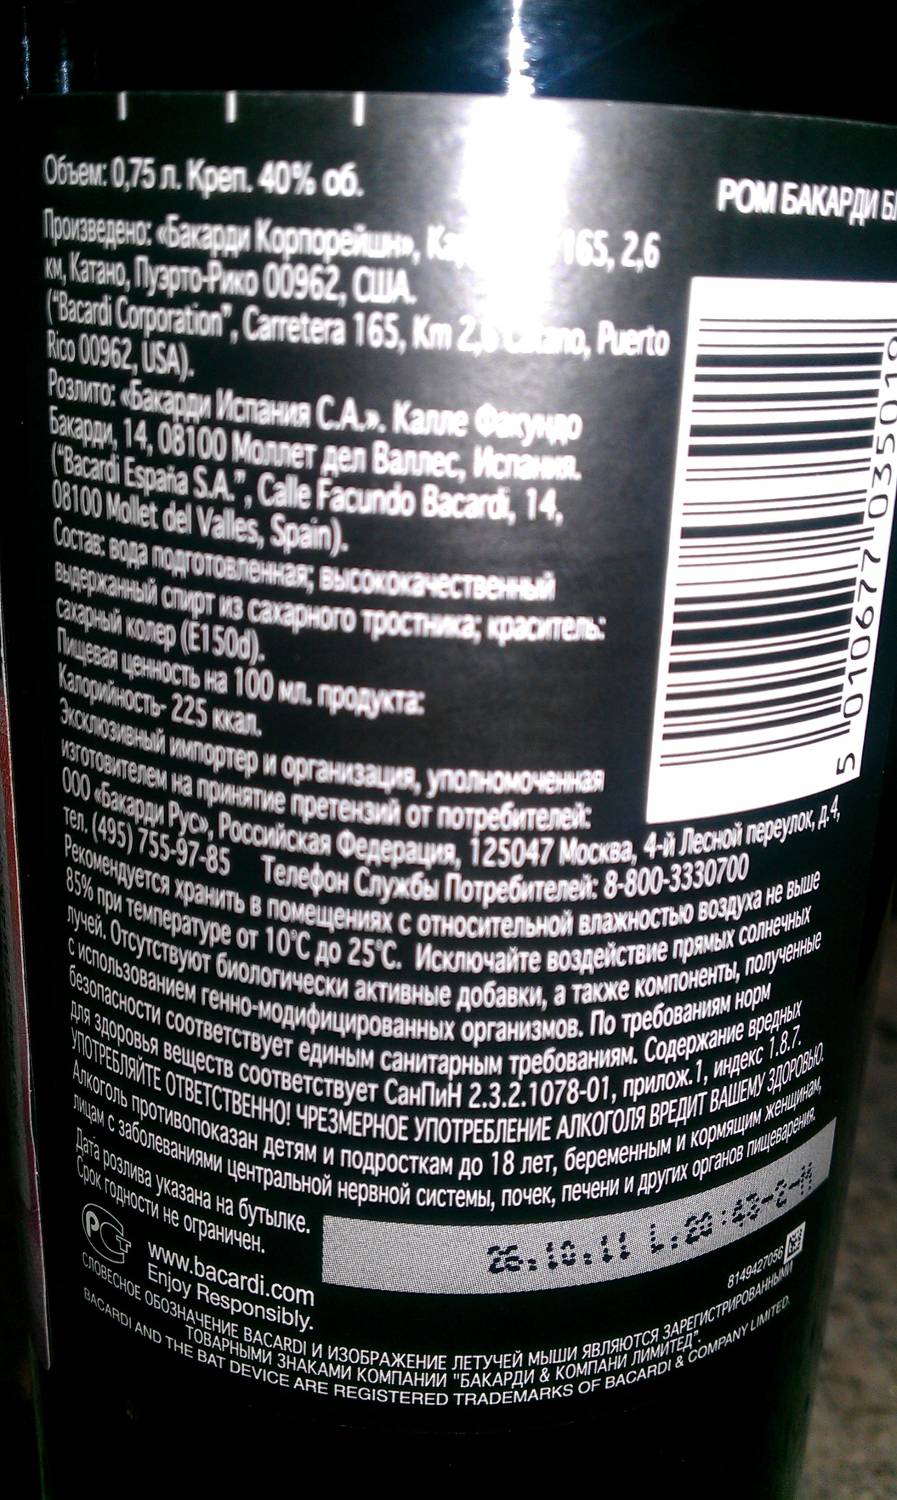 Объем: 0,75 л. Креп. 40% об.
РОМ БАКАРДИ
Произведено: «Бакарди Корпорейшн», 165, 2,6
км, Катано, Пуэрто-Рико 00962, США.
("Bacardi Corporation", Carretera 165, Km Puerto
Rico 00962, USA).
Розлито: «Бакарди Испания С.А.». Калле Факундо
Бакарди, 14, 08100 Моллет дел Валлес, Испания.
("Bacardi España S.A.", Calle Facundo Bacardi, 14,
08100 Mollet del Valles, Spain).
Состав: вода подготовленная; высококачественный
выдержанный спирт из сахарного тростника; краситель:
сахарный колер (E150d).
Пищевая ценность на 100 мл. продукта:
Калорийность- 225 ккал.
Эксклюзивный импортер и организация, уполномоченная
изготовителем на принятие претензий от потребителей:
ООО «Бакарди Рус», Российская Федерация, 125047 Москва, 4-й Лесной переулок, д.4,
тел. (495) 755-97-85 Телефон Службы Потребителей: 8-800-3330700
Рекомендуется хранить в помещениях с относительной влажностью воздуха не выше
85% при температуре от 10°C до 25°C. Исключайте воздействие прямых солнечных
лучей. Отсутствуют биологически активные добавки, а также компоненты, полученные
с использованием генно-модифицированных организмов. По требованиям норм
безопасности соответствует единым санитарным требованиям. Содержание вредных
для здоровья веществ соответствует СанПиН 2.3.2.1078-01, прилож.1, индекс 1.8.7.
УПОТРЕБЛЯЙТЕ ОТВЕТСТВЕННО! ЧРЕЗМЕРНОЕ УПОТРЕБЛЕНИЕ АЛКОГОЛЯ ВРЕДИТ ВАШЕМУ ЗДОРОВЬЮ.
Алкоголь противопоказан детям и подросткам до 18 лет, беременным и кормящим женщинам,
лицам с заболеваниями центральной нервной системы, почек, печени и других органов пищеварения.
Дата розлива указана на бутылке.
Срок годности не ограничен.
26.10.11
РСТ
www.bacardi.com
Enjoy Responsibly.
8149427056
СЛОВЕСНОЕ ОБОЗНАЧЕНИЕ BACARDI И ИЗОБРАЖЕНИЕ ЛЕТУЧЕЙ МЫШИ ЯВЛЯЮТСЯ ЗАРЕГИСТРИРОВАННЫМИ
ТОВАРНЫМИ ЗНАКАМИ КОМПАНИИ "БАКАРДИ & КОМПАНИ ЛИМИТЕД".
BACARDI AND THE BAT DEVICE ARE REGISTERED TRADEMARKS OF BACARDI & COMPANY LIMITED.
5 010677 035019